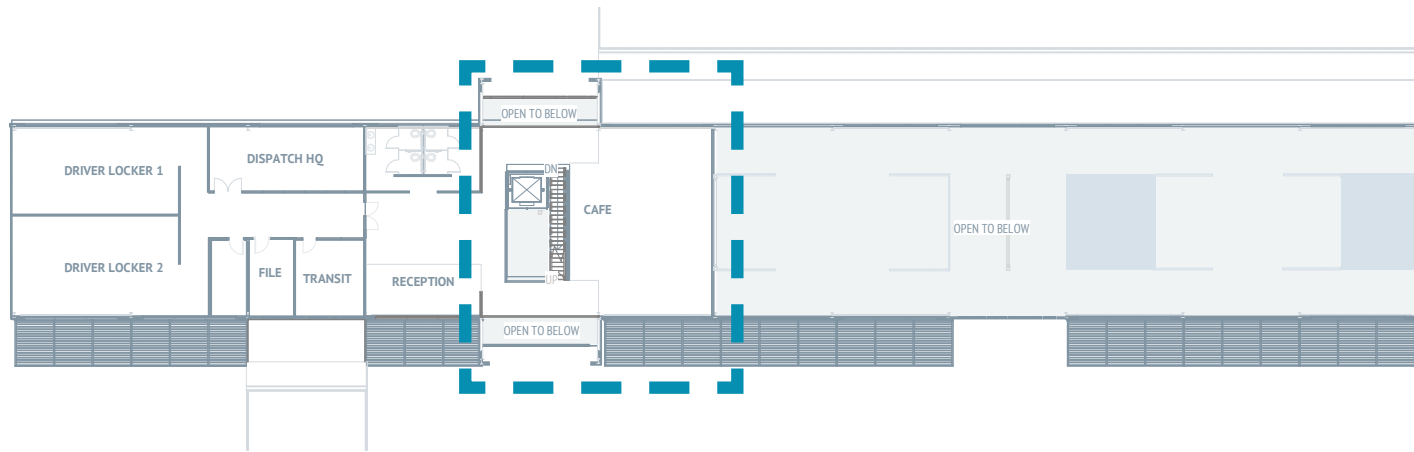 OPEN TO BELOW
DRIVER LOCKER 1
DISPATCH HQ
DN
CAFE
OPEN TO BELOW
DRIVER LOCKER 2
FILE
TRANSIT
RECEPTION
UP
OPEN TO BELOW